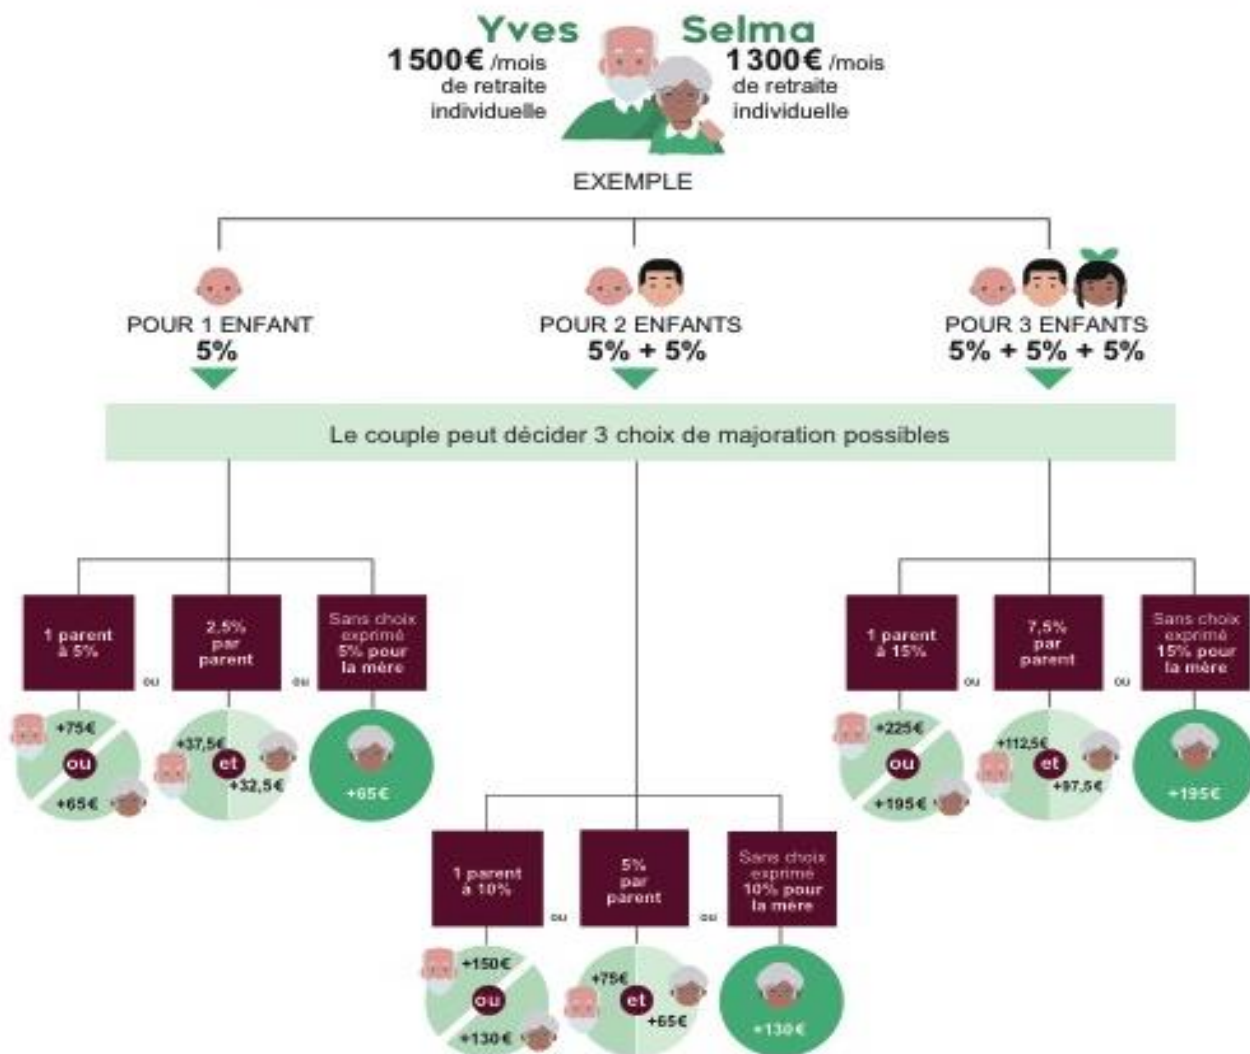 Yves
1500€ /mois
de retraite
individuelle
Selma
1300€ /mois
de retraite
individuelle
EXEMPLE
POUR 1 ENFANT
5%
POUR 2 ENFANTS
5% + 5%
POUR 3 ENFANTS
5% + 5% + 5%
Le couple peut décider 3 choix de majoration possibles
1 parent
à 5%
ou
2,5%
par
parent
ou
Sans choix
exprimé
5% pour
la mère
+75€
ou
+65€
+37,5€
et
+32,5€
+65€
1 parent
à 15%
ou
7,5%
par
parent
ou
Sans choix
exprimé
15% pour
la mère
+225€
ou
+195€
+112,5€
et
+97,5€
+195€
1 parent
à 10%
ou
5%
par
parent
ou
Sans choix
exprimé
10% pour
la mère
+150€
ou
+130€
+75€
et
+65€
+130€